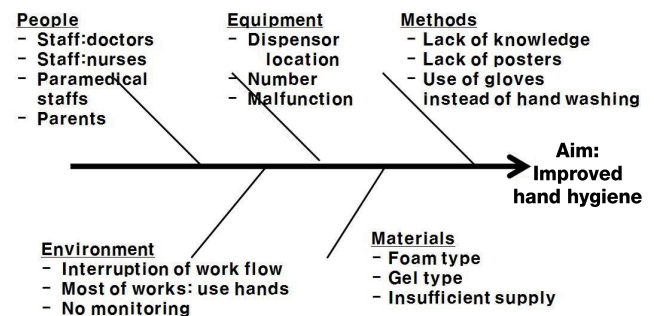 People
- Staff:doctors
- Staff:nurses
- Paramedical
staffs
- Parents
Equipment
- Dispensor
location
- Number
- Malfunction
Methods
- Lack of knowledge
- Lack of posters
- Use of gloves
instead of hand washing
Aim:
Improved
hand hygiene
Environment
- Interruption of work flow
- Most of works: use hands
- No monitoring
Materials
- Foam type
- Gel type
- Insufficient supply